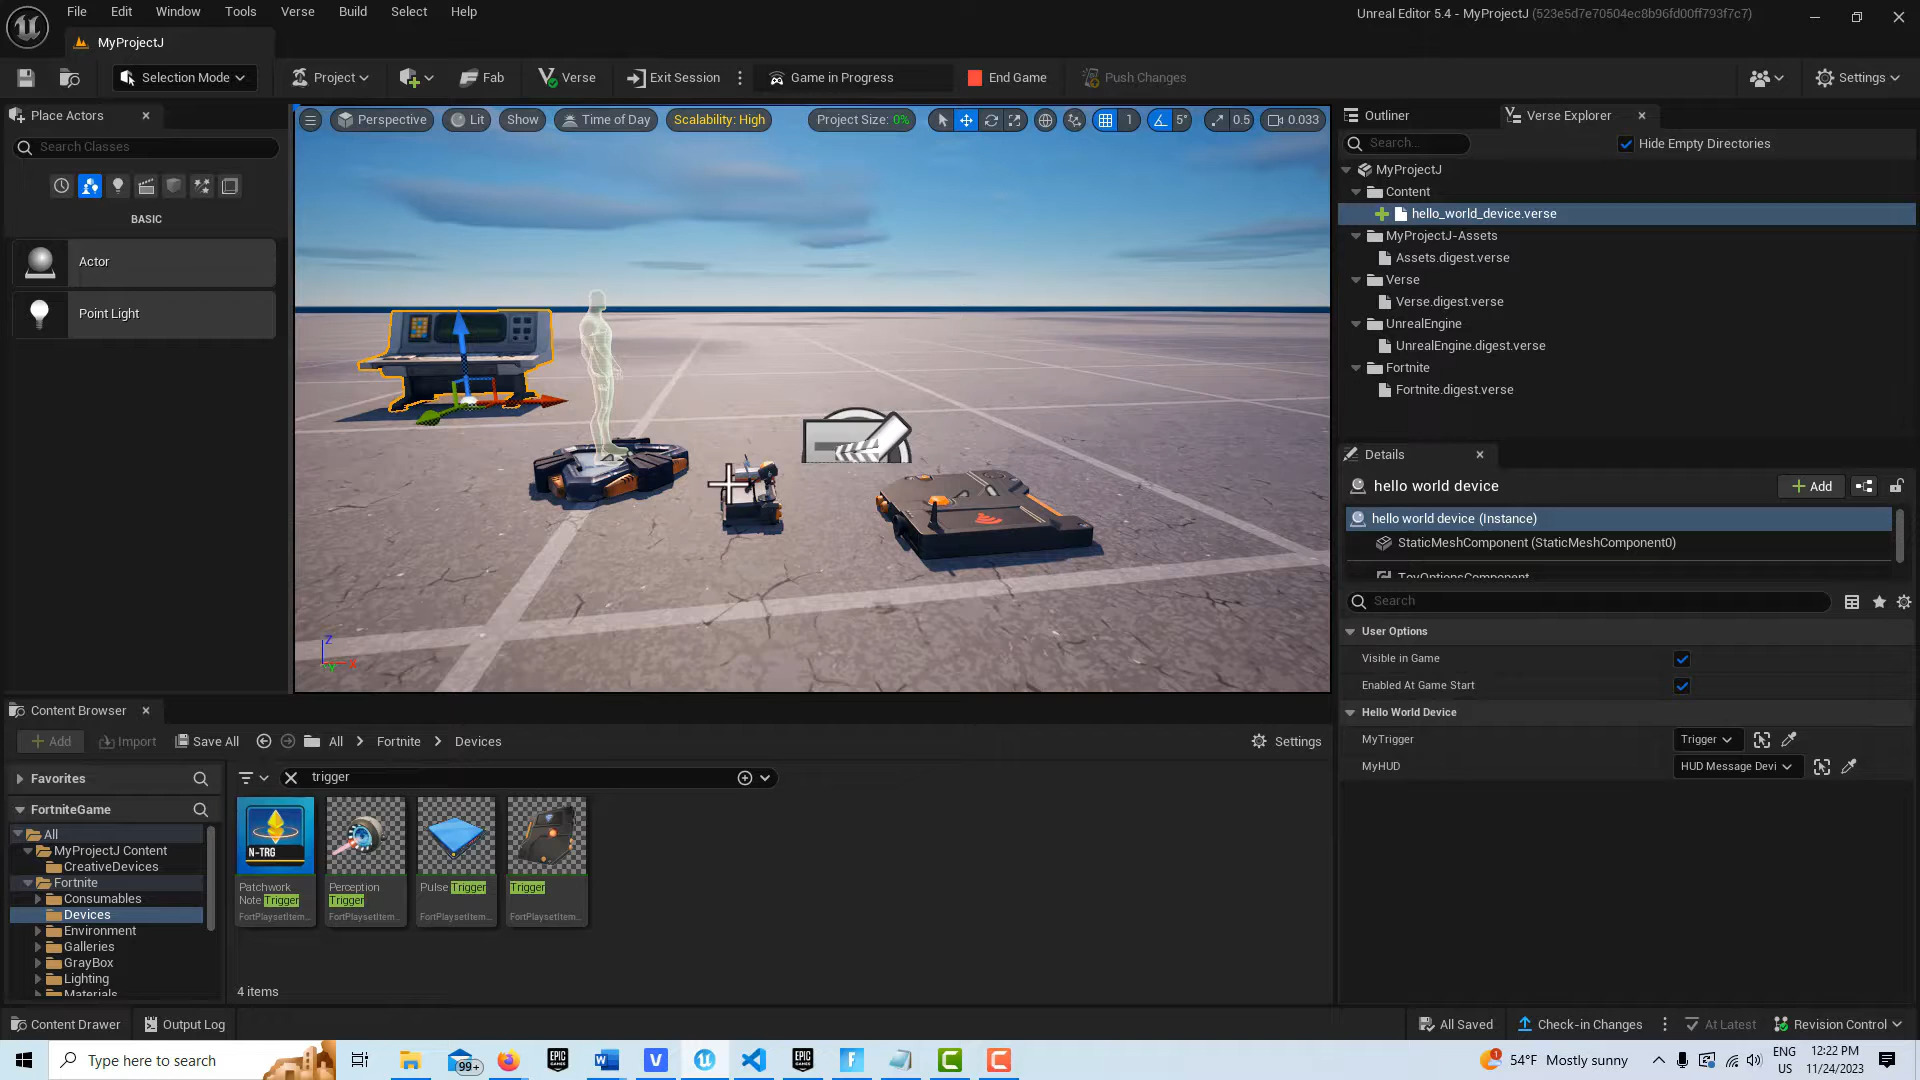 File Edit Window Tools Verse Build Select Help
Unreal Editor 5.4 - MyProjectJ (523e5d7e70504ec8b96fd00ff793f7c7)
MyProjectJ
Selection Mode Project Fab Verse Exit Session Game in Progress End Game Push Changes Settings
Place Actors
Search Classes
BASIC
Actor
Point Light
Perspective Lit Show Time of Day Scalability: High Project Size: 0% 1 5° 0.5 0.033
Z
X
Y
Outliner Verse Explorer
Search...
Hide Empty Directories
MyProjectJ
Content
hello_world_device.verse
MyProjectJ-Assets
Assets.digest.verse
Verse
Verse.digest.verse
UnrealEngine
UnrealEngine.digest.verse
Fortnite
Fortnite.digest.verse
Details
hello world device
Add
hello world device (Instance)
StaticMeshComponent (StaticMeshComponent0)
ToyOptionsComponent
Search
User Options
Visible in Game
Enabled At Game Start
Hello World Device
MyTrigger Trigger
MyHUD HUD Message Devi
Content Browser
Add Import Save All All Fortnite Devices Settings
Favorites
trigger
FortniteGame
All
MyProjectJ Content
CreativeDevices
Fortnite
Consumables
Devices
Environment
Galleries
GrayBox
Lighting
Materials
N-TRG
Patchwork
Note Trigger
FortPlaysetItem...
Perception
Trigger
FortPlaysetItem...
Pulse Trigger
FortPlaysetItem...
Trigger
FortPlaysetItem...
4 items
Content Drawer Output Log All Saved Check-in Changes At Latest Revision Control
Type here to search
99+
54°F Mostly sunny
ENG
US
12:22 PM
11/24/2023